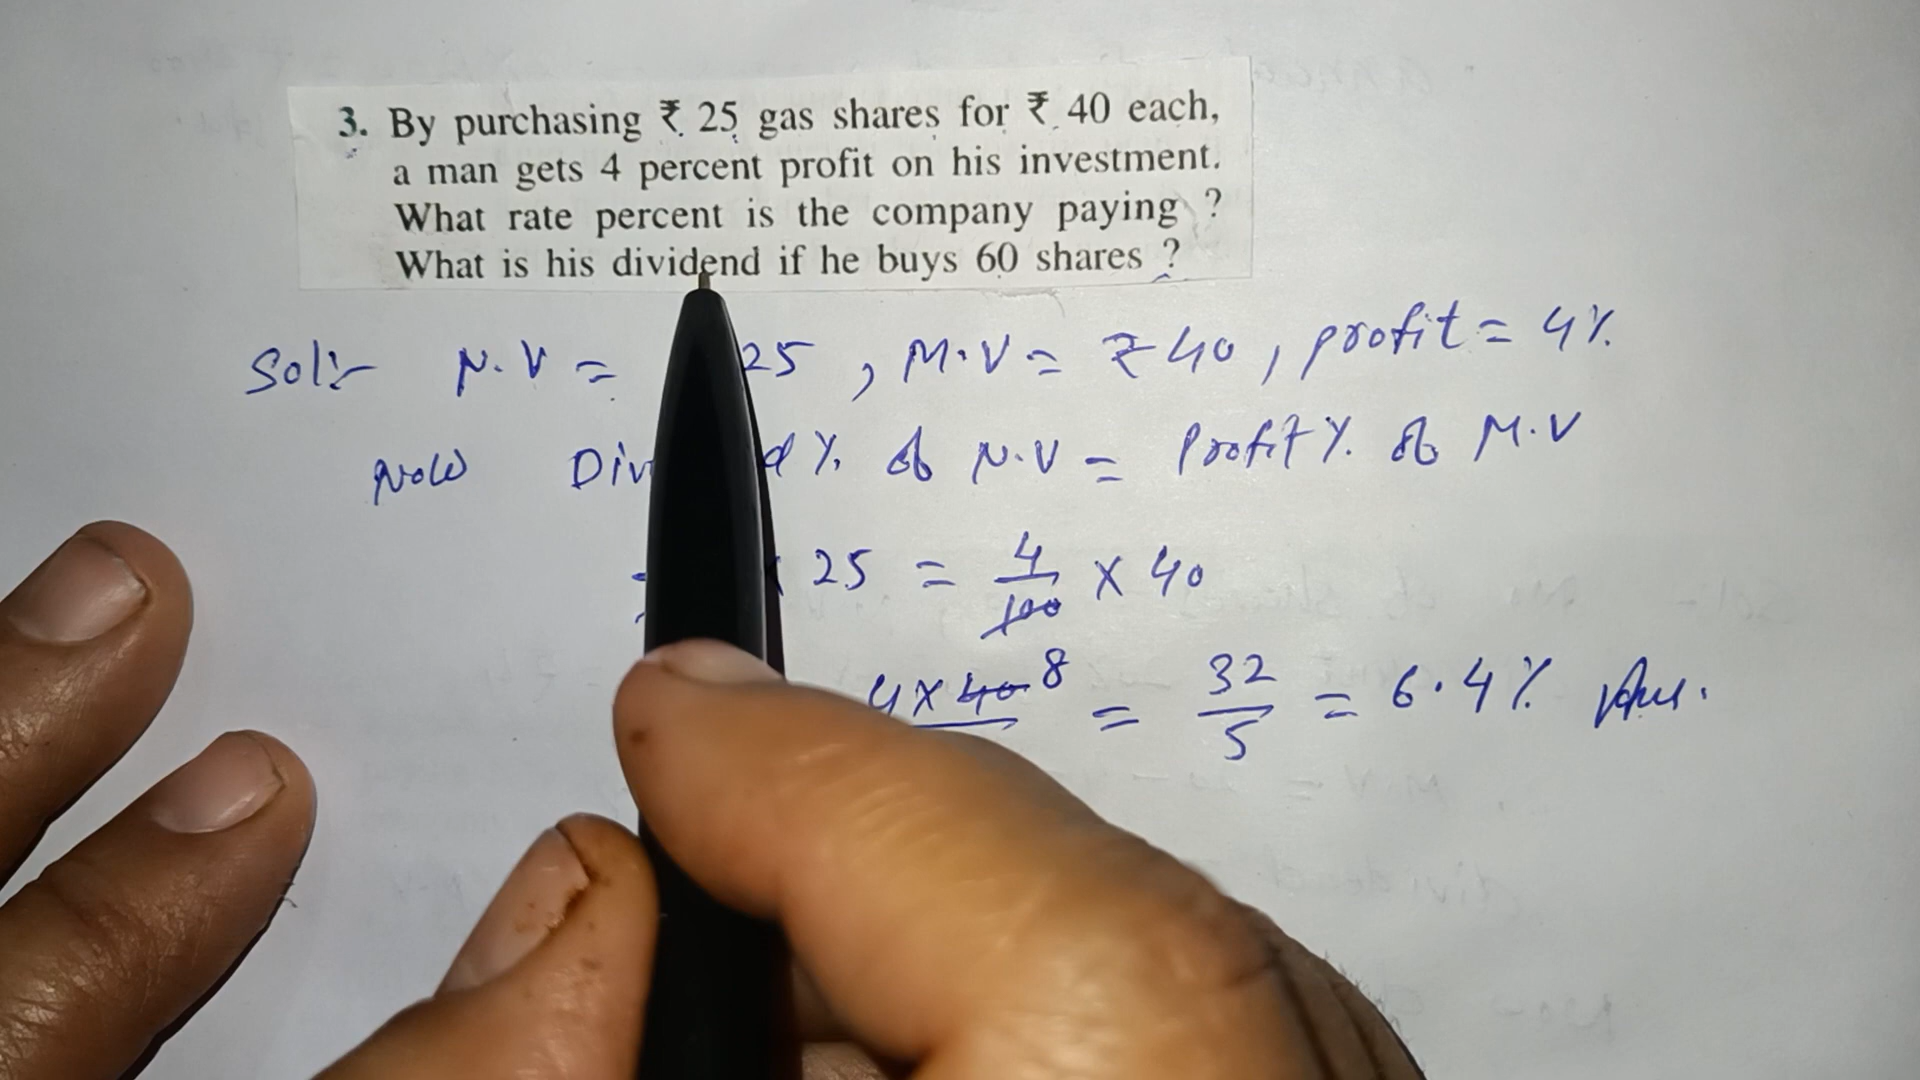 3. By purchasing ₹ 25 gas shares for ₹ 40 each,
a man gets 4 percent profit on his investment.
What rate percent is the company paying ?
What is his dividend if he buys 60 shares ?
Sol:- N.V = 25 , M.V = ₹ 40 , profit = 4%
Now Div d % of N.V = Profit % of M.V
25 = 4/100 × 40
4 × 40 8 = 32/5 = 6.4% Ans.